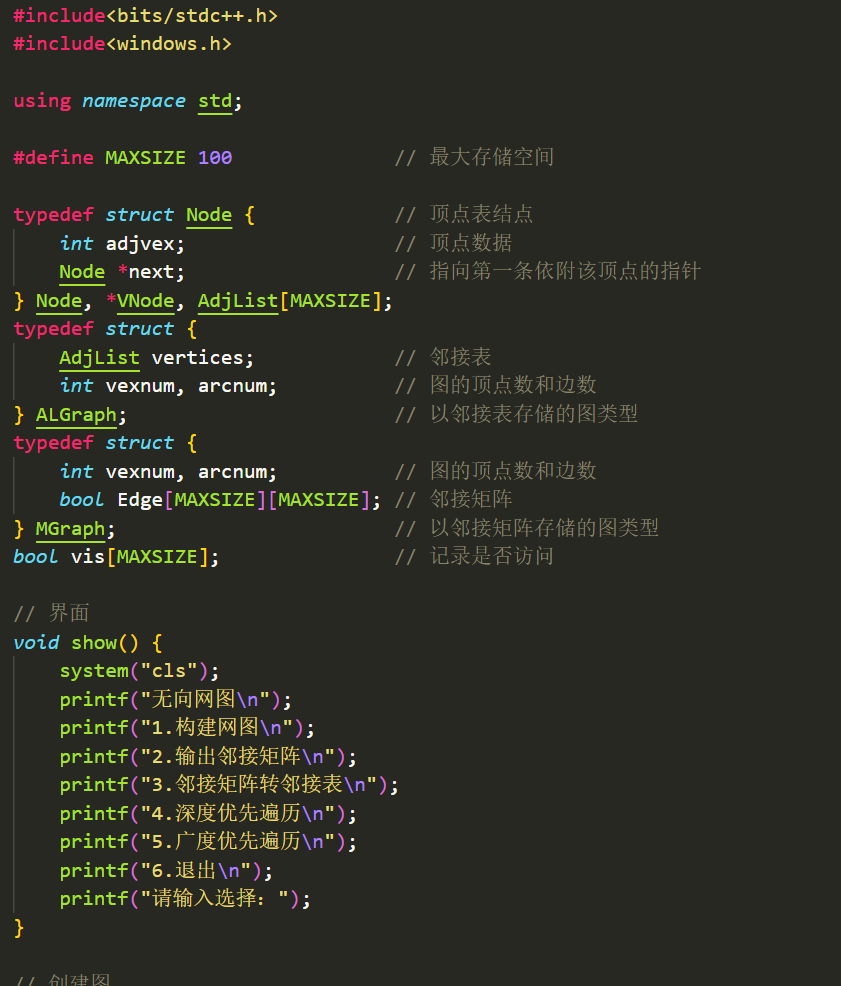 #include<bits/stdc++.h>
#include<windows.h>
using namespace std;
#define MAXSIZE 100 // 最大存储空间
typedef struct Node { // 顶点表结点
int adjvex; // 顶点数据
Node *next; // 指向第一条依附该顶点的指针
} Node, *VNode, AdjList[MAXSIZE];
typedef struct {
AdjList vertices; // 邻接表
int vexnum, arcnum; // 图的顶点数和边数
} ALGraph; // 以邻接表存储的图类型
typedef struct {
int vexnum, arcnum; // 图的顶点数和边数
bool Edge[MAXSIZE][MAXSIZE]; // 邻接矩阵
} MGraph; // 以邻接矩阵存储的图类型
bool vis[MAXSIZE]; // 记录是否访问
// 界面
void show() {
system("cls");
printf("无向网图\n");
printf("1.构建网图\n");
printf("2.输出邻接矩阵\n");
printf("3.邻接矩阵转邻接表\n");
printf("4.深度优先遍历\n");
printf("5.广度优先遍历\n");
printf("6.退出\n");
printf("请输入选择：");
}
// 创建图